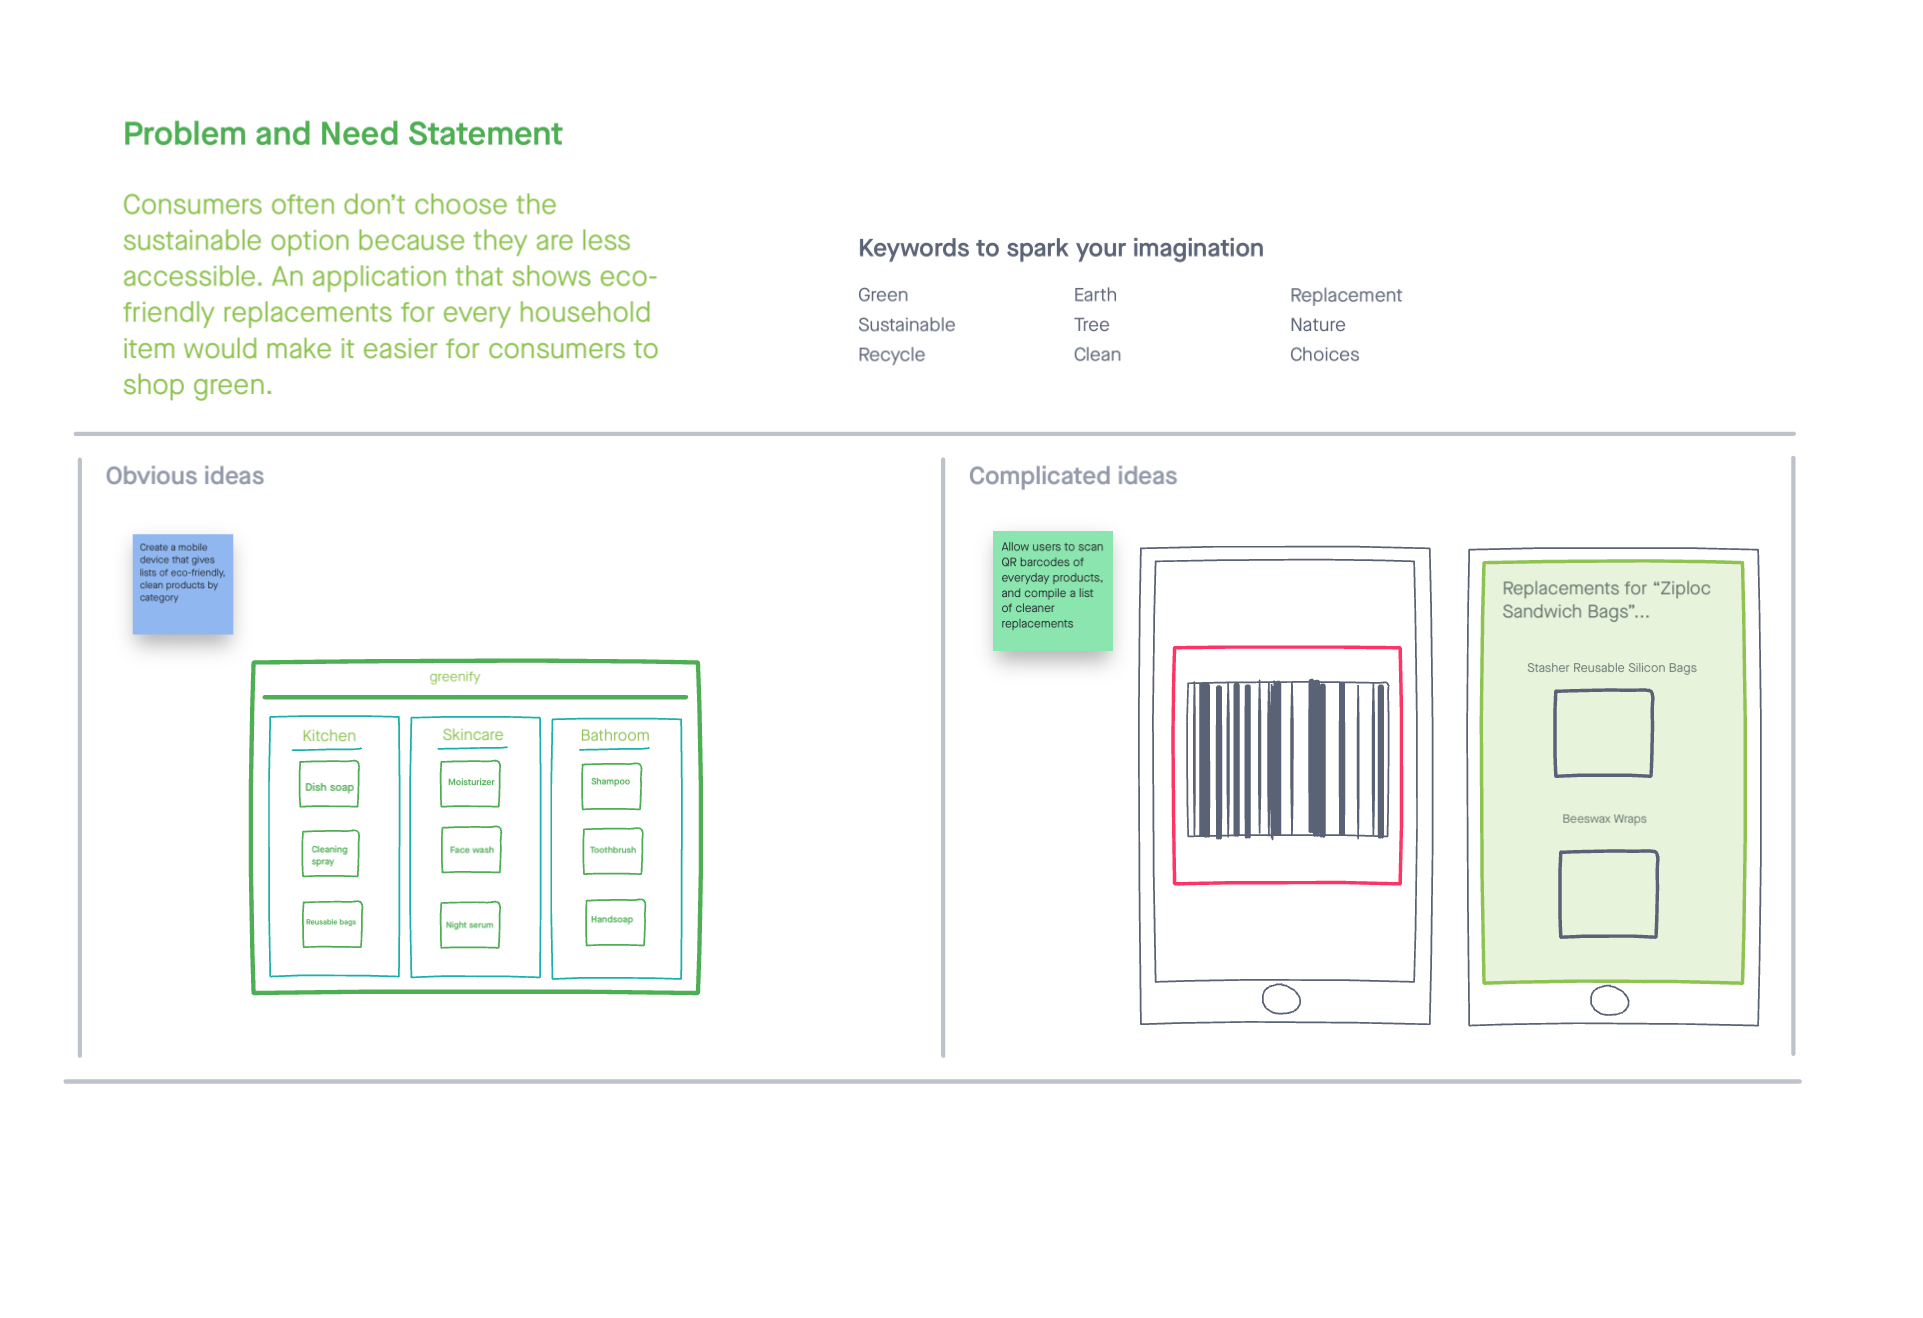 Problem and Need Statement
Consumers often don't choose the
sustainable option because they are less
accessible. An application that shows eco-
friendly replacements for every household
item would make it easier for consumers to
shop green.
Keywords to spark your imagination
Green
Sustainable
Recycle
Earth
Tree
Clean
Replacement
Nature
Choices
Obvious ideas
Create a mobile
device that gives
lists of eco-friendly,
clean products by
category
greenify
Kitchen
Dish soap
Cleaning
spray
Reusable bags
Skincare
Moisturizer
Face wash
Night serum
Bathroom
Shampoo
Toothbrush
Handsoap
Complicated ideas
Allow users to scan
QR barcodes of
everyday products,
and compile a list
of cleaner
replacements
Replacements for “Ziploc
Sandwich Bags”...
Stasher Reusable Silicon Bags
Beeswax Wraps